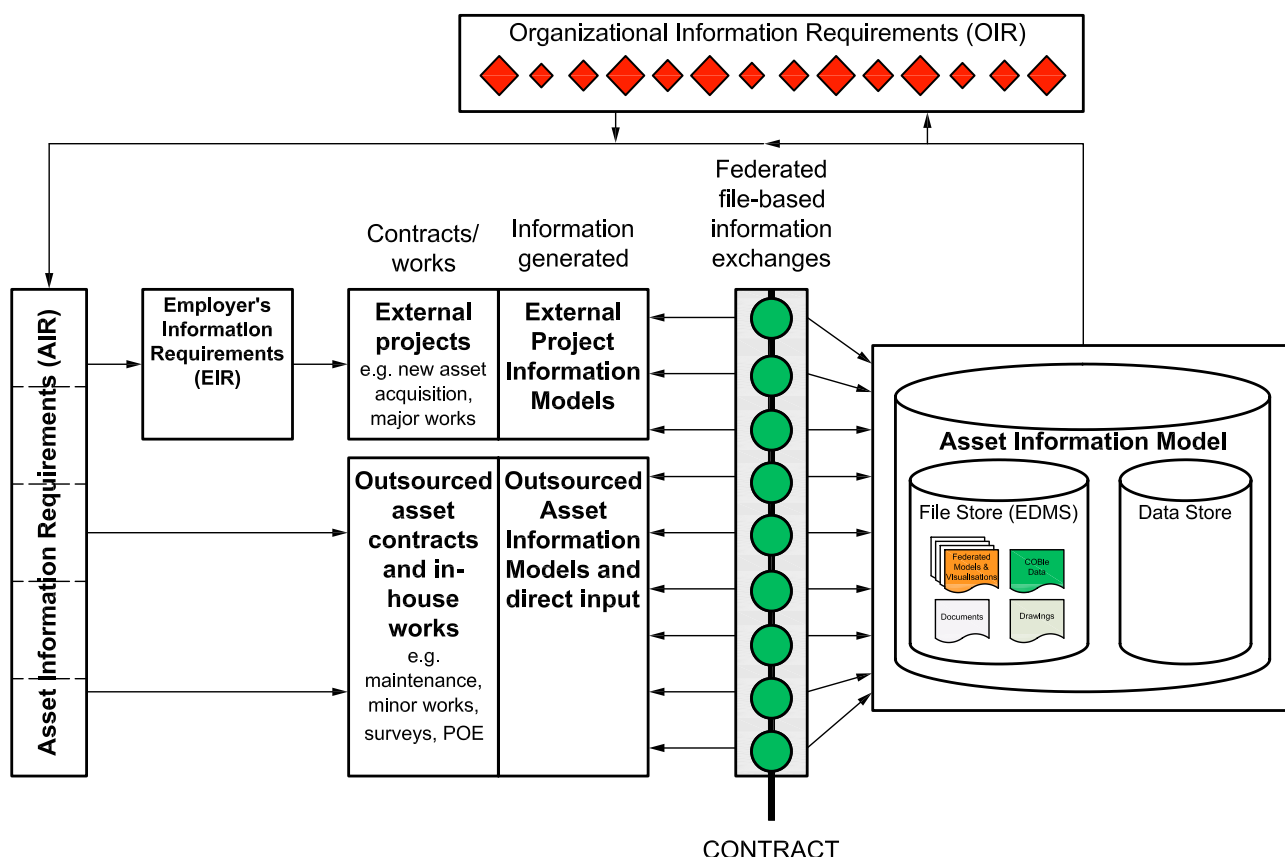 Organizational Information Requirements (OIR)
Federated
file-based
information
exchanges
Contracts/
works
Information
generated
Asset Information Requirements (AIR)
Employer's
Information
Requirements
(EIR)
External
projects
e.g. new asset
acquisition,
major works
External
Project
Information
Models
Outsourced
asset
contracts
and in-
house
works
e.g.
maintenance,
minor works,
surveys, POE
Outsourced
Asset
Information
Models and
direct input
Asset Information Model
File Store (EDMS)
Federated
Models &
Visualisations
COBie
Data
Documents
Drawings
Data Store
CONTRACT